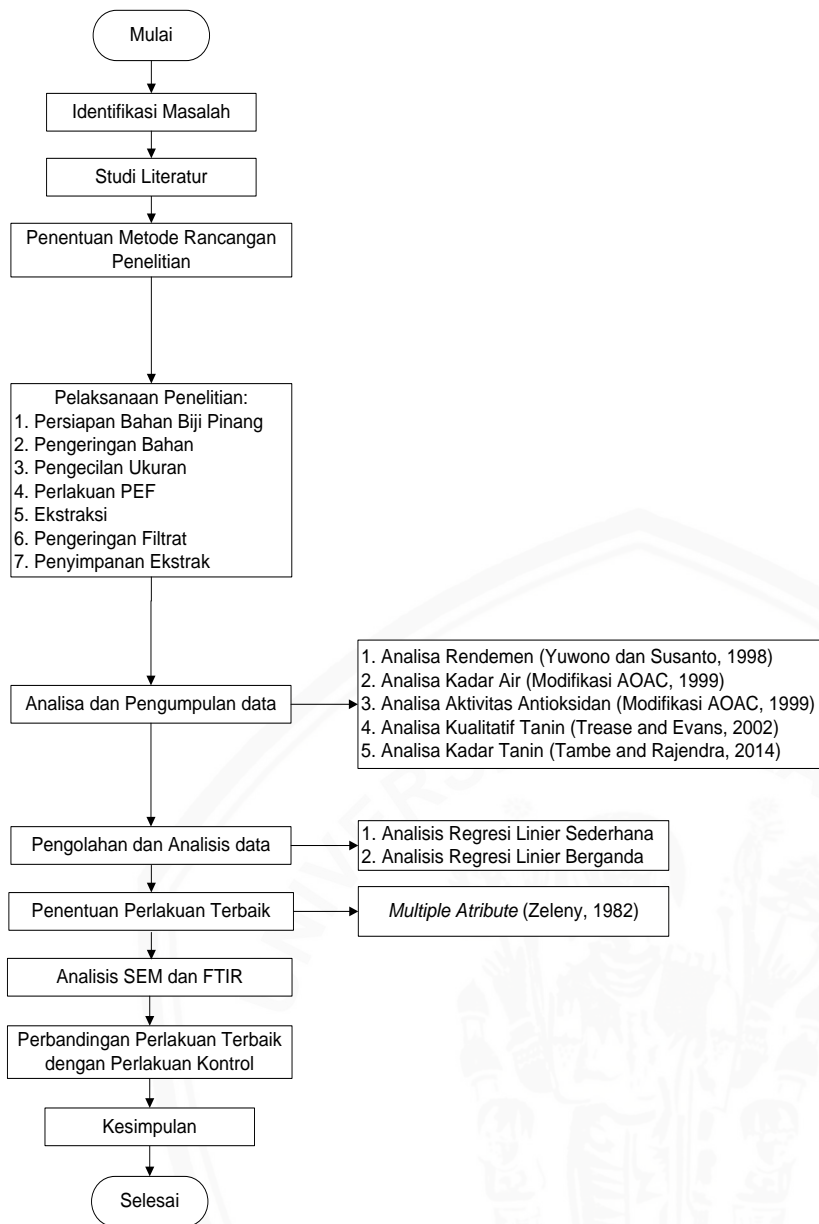 Mulai
Identifikasi Masalah
Studi Literatur
Penentuan Metode Rancangan
Penelitian
Pelaksanaan Penelitian:
1. Persiapan Bahan Biji Pinang
2. Pengeringan Bahan
3. Pengecilan Ukuran
4. Perlakuan PEF
5. Ekstraksi
6. Pengeringan Filtrat
7. Penyimpanan Ekstrak
Analisa dan Pengumpulan data
1. Analisa Rendemen (Yuwono dan Susanto, 1998)
2. Analisa Kadar Air (Modifikasi AOAC, 1999)
3. Analisa Aktivitas Antioksidan (Modifikasi AOAC, 1999)
4. Analisa Kualitatif Tanin (Trease and Evans, 2002)
5. Analisa Kadar Tanin (Tambe and Rajendra, 2014)
Pengolahan dan Analisis data
1. Analisis Regresi Linier Sederhana
2. Analisis Regresi Linier Berganda
Penentuan Perlakuan Terbaik
Multiple Atribute (Zeleny, 1982)
Analisis SEM dan FTIR
Perbandingan Perlakuan Terbaik
dengan Perlakuan Kontrol
Kesimpulan
Selesai